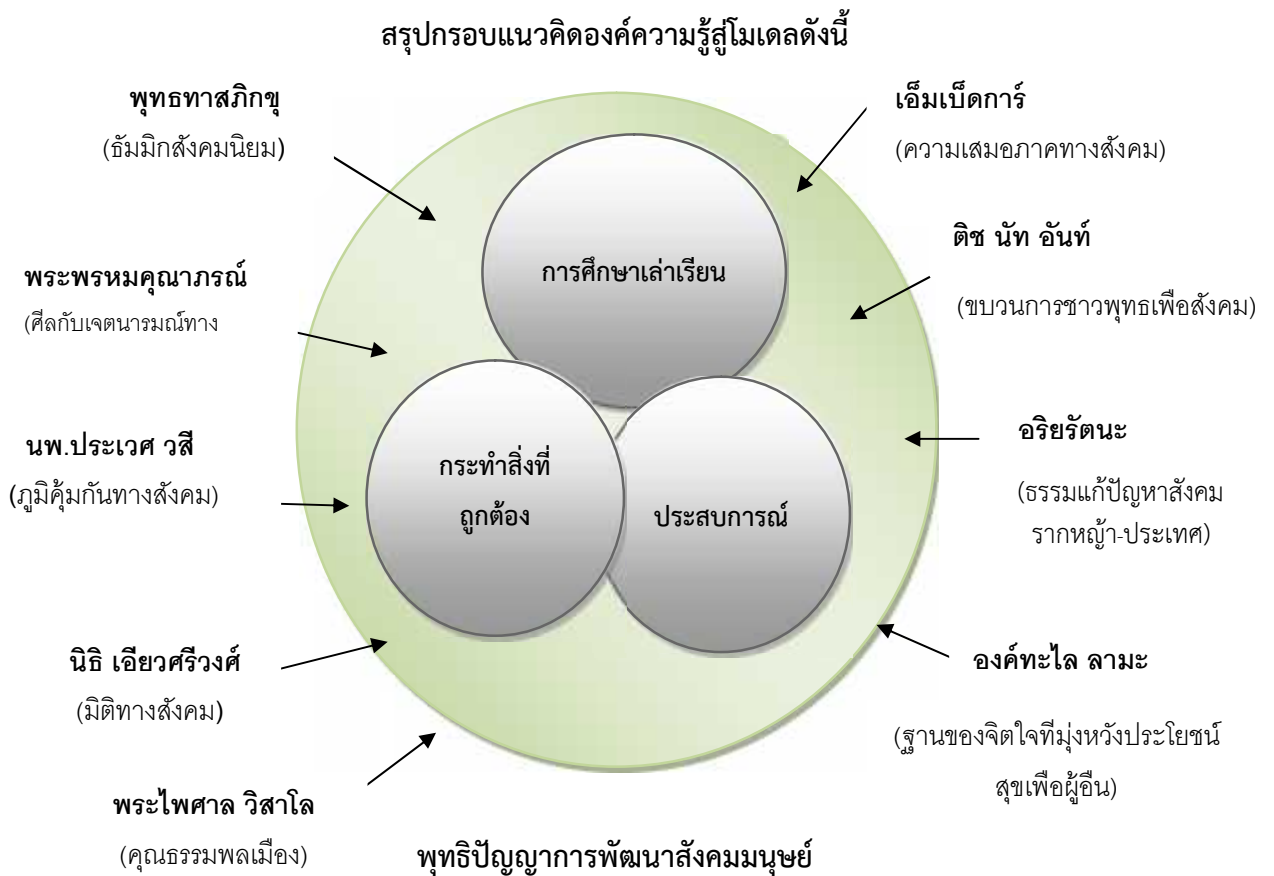 สรุปกรอบแนวคิดองค์ความรู้สู่โมเดลดังนี้
พุทธทาสภิกขุ
(ธัมมิกสังคมนิยม)
พระพรหมคุณาภรณ์
(ศีลกับเจตนารมณ์ทาง
นพ.ประเวศ วสี
(ภูมิคุ้มกันทางสังคม)
นิธิ เอียวศรีวงศ์
(มิติทางสังคม)
พระไพศาล วิสาโล
(คุณธรรมพลเมือง)
การศึกษาเล่าเรียน
กระทำสิ่งที่
ถูกต้อง
ประสบการณ์
เอ็มเบ็ดการ์
(ความเสมอภาคทางสังคม)
ติช นัท อันท์
(ขบวนการชาวพุทธเพือสังคม)
อริยรัตนะ
(ธรรมแก้ปัญหาสังคม
รากหญ้า-ประเทศ)
องค์ทะไล ลามะ
(ฐานของจิตใจที่มุ่งหวังประโยชน์
สุขเพื่อผู้อื่น)
พุทธิปัญญาการพัฒนาสังคมมนุษย์